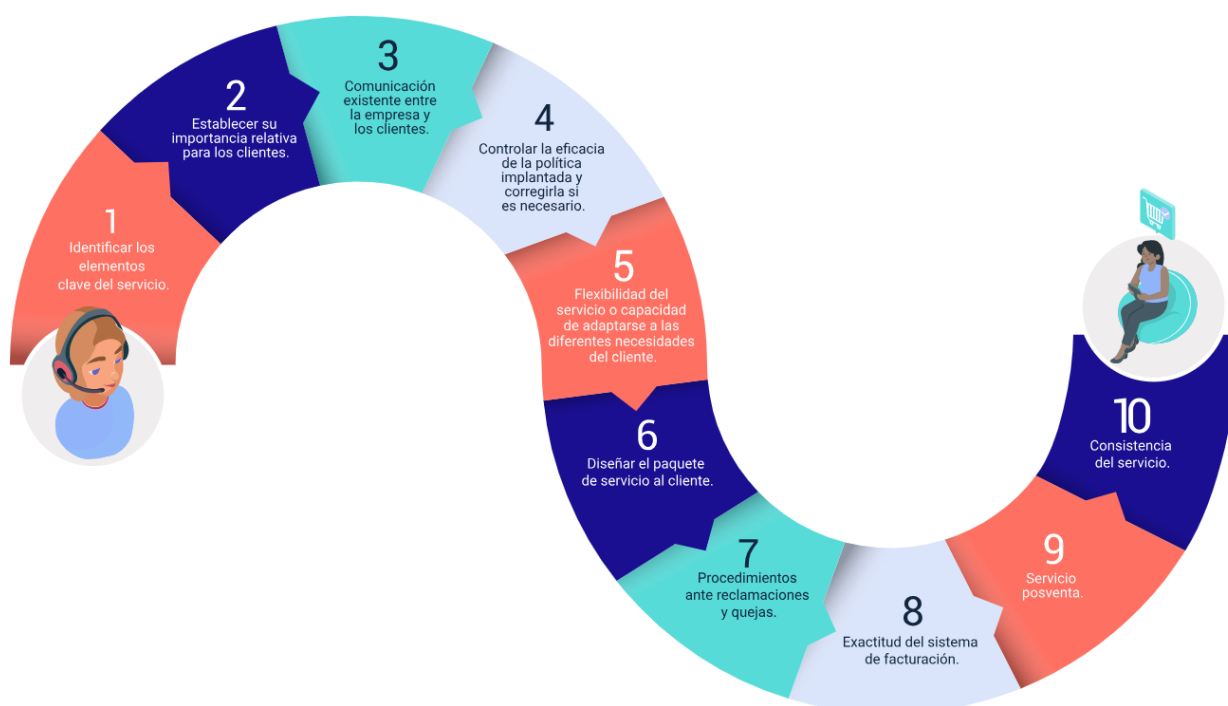 1
Identificar los
elementos
clave del servicio.
2
Establecer su
importancia relativa
para los clientes.
3
Comunicación
existente entre
la empresa y
los clientes.
4
Controlar la eficacia
de la política
implantada y
corregirla si
es necesario.
5
Flexibilidad del
servicio o capacidad
de adaptarse a las
diferentes necesidades
del cliente.
6
Diseñar el paquete
de servicio al cliente.
7
Procedimientos
ante reclamaciones
y quejas.
8
Exactitud del sistema
de facturación.
9
Servicio
posventa.
10
Consistencia
del servicio.